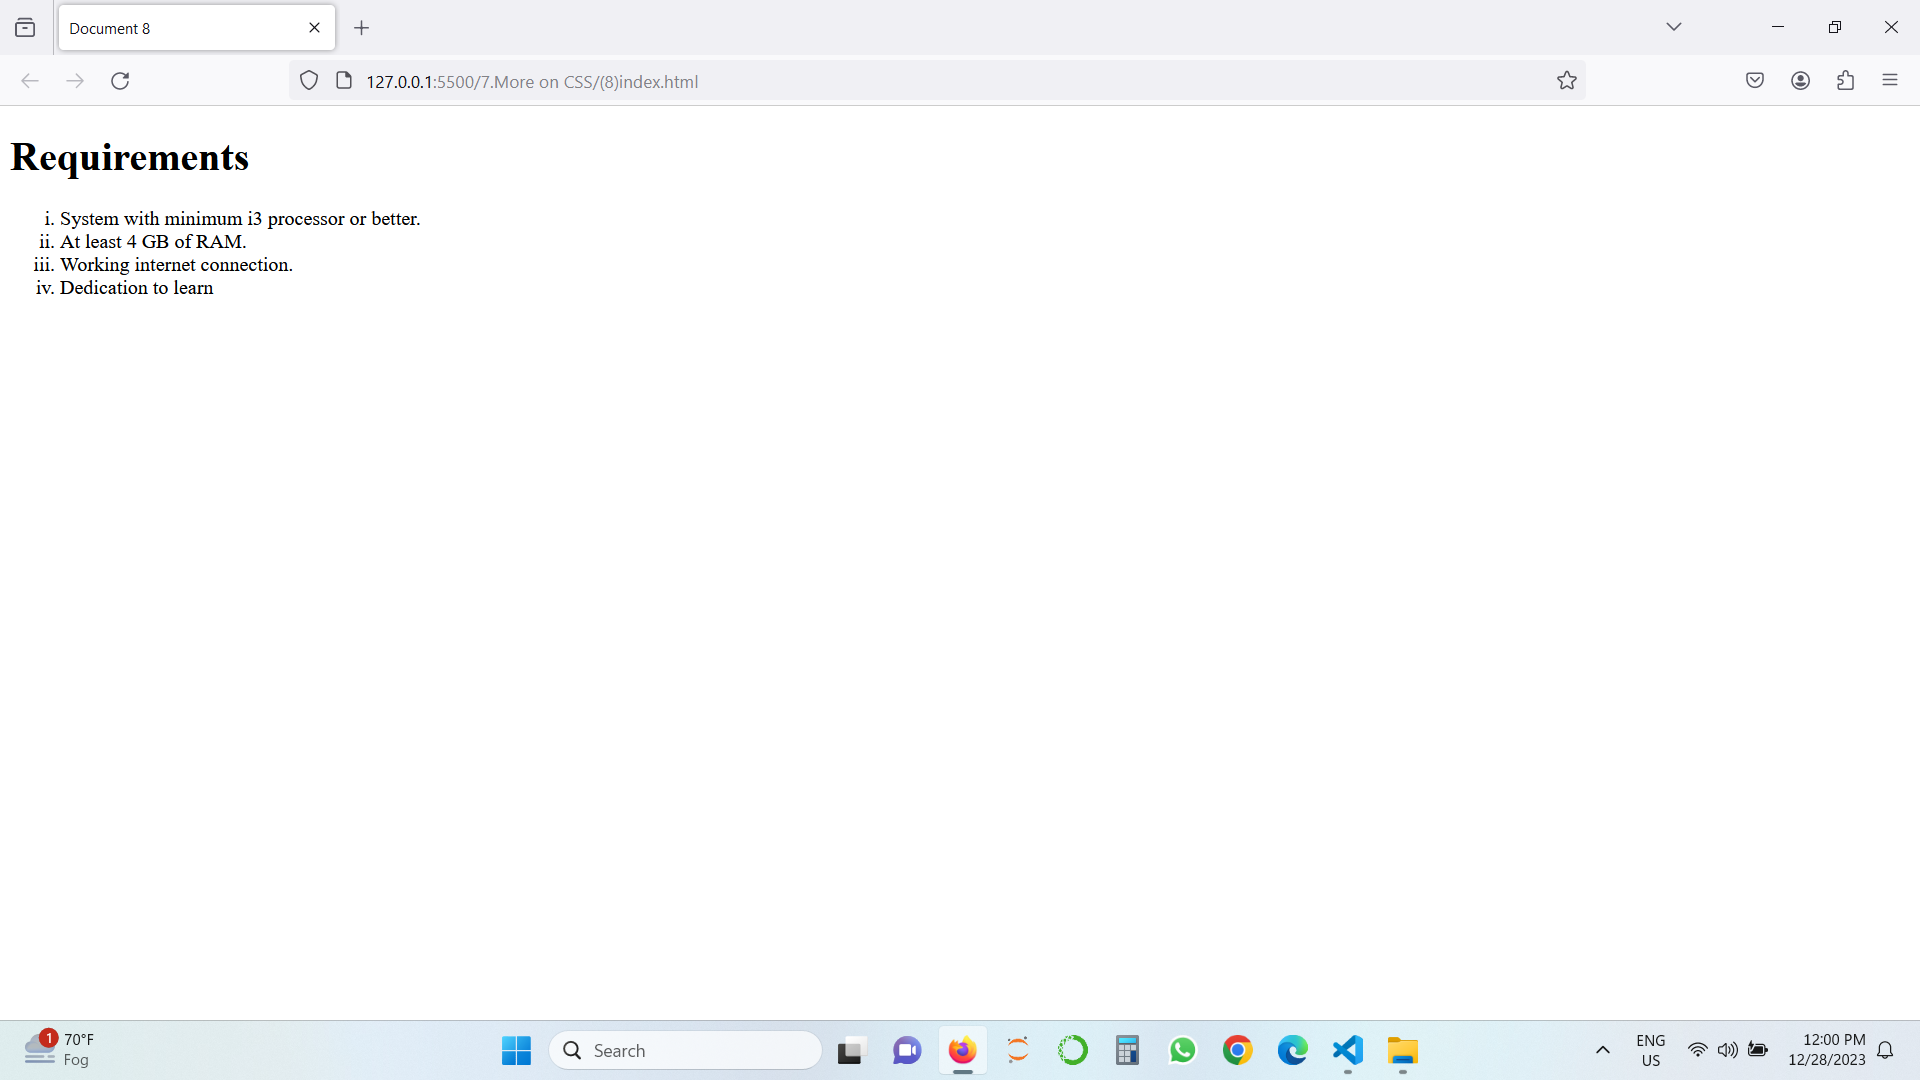 Document 8
127.0.0.1:5500/7.More on CSS/(8)index.html
Requirements
i. System with minimum i3 processor or better.
ii. At least 4 GB of RAM.
iii. Working internet connection.
iv. Dedication to learn
1
70°F
Fog
Search
ENG
US
12:00 PM
12/28/2023